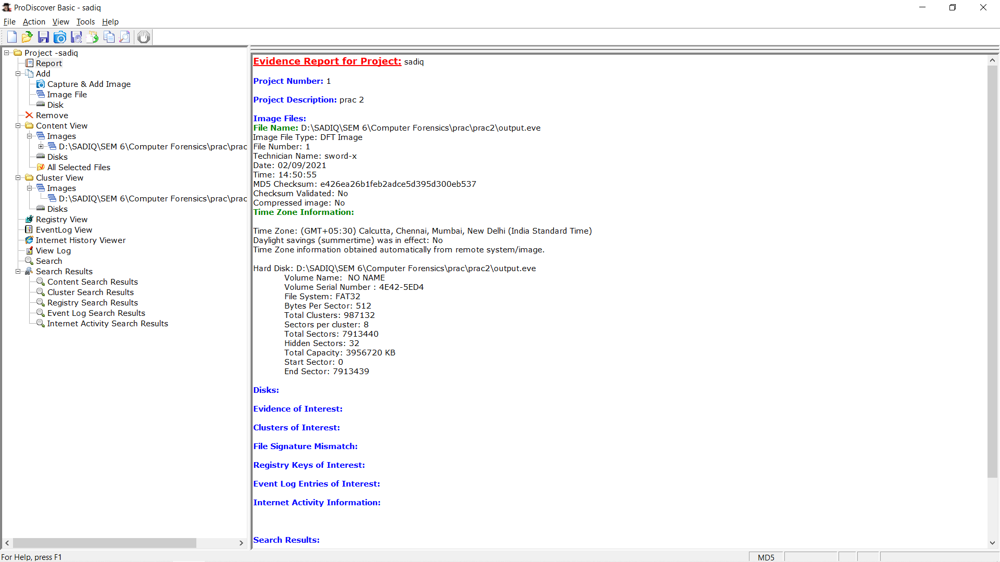 ProDiscover Basic - sadiq
File Action View Tools Help
Project -sadiq
Report
Add
Capture & Add Image
Image File
Disk
Remove
Content View
Images
D:\SADIQ\SEM 6\Computer Forensics\prac\prac
Disks
All Selected Files
Cluster View
Images
D:\SADIQ\SEM 6\Computer Forensics\prac\prac
Disks
Registry View
EventLog View
Internet History Viewer
View Log
Search
Search Results
Content Search Results
Cluster Search Results
Registry Search Results
Event Log Search Results
Internet Activity Search Results
Evidence Report for Project: sadiq
Project Number: 1
Project Description: prac 2
Image Files:
File Name: D:\SADIQ\SEM 6\Computer Forensics\prac\prac2\output.eve
Image File Type: DFT Image
File Number: 1
Technician Name: sword-x
Date: 02/09/2021
Time: 14:50:55
MD5 Checksum: e426ea26b1feb2adce5d395d300eb537
Checksum Validated: No
Compressed image: No
Time Zone Information:
Time Zone: (GMT+05:30) Calcutta, Chennai, Mumbai, New Delhi (India Standard Time)
Daylight savings (summertime) was in effect: No
Time Zone information obtained automatically from remote system/image.
Hard Disk: D:\SADIQ\SEM 6\Computer Forensics\prac\prac2\output.eve
Volume Name: NO NAME
Volume Serial Number : 4E42-5ED4
File System: FAT32
Bytes Per Sector: 512
Total Clusters: 987132
Sectors per cluster: 8
Total Sectors: 7913440
Hidden Sectors: 32
Total Capacity: 3956720 KB
Start Sector: 0
End Sector: 7913439
Disks:
Evidence of Interest:
Clusters of Interest:
File Signature Mismatch:
Registry Keys of Interest:
Event Log Entries of Interest:
Internet Activity Information:
Search Results:
For Help, press F1
MD5